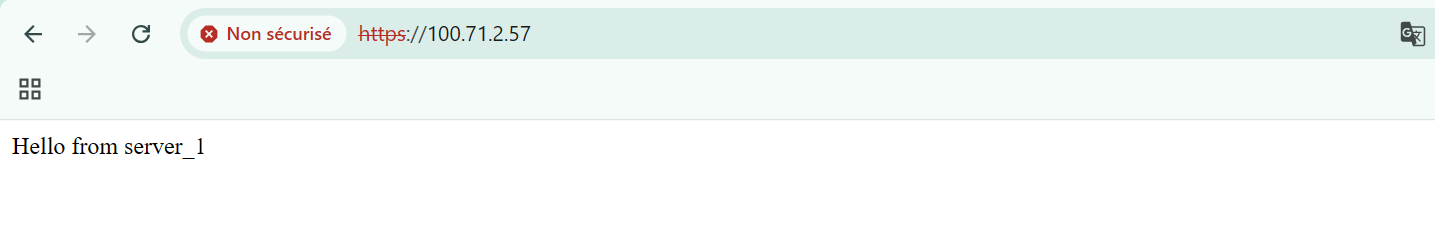 Non sécurisé https://100.71.2.57
Hello from server_1